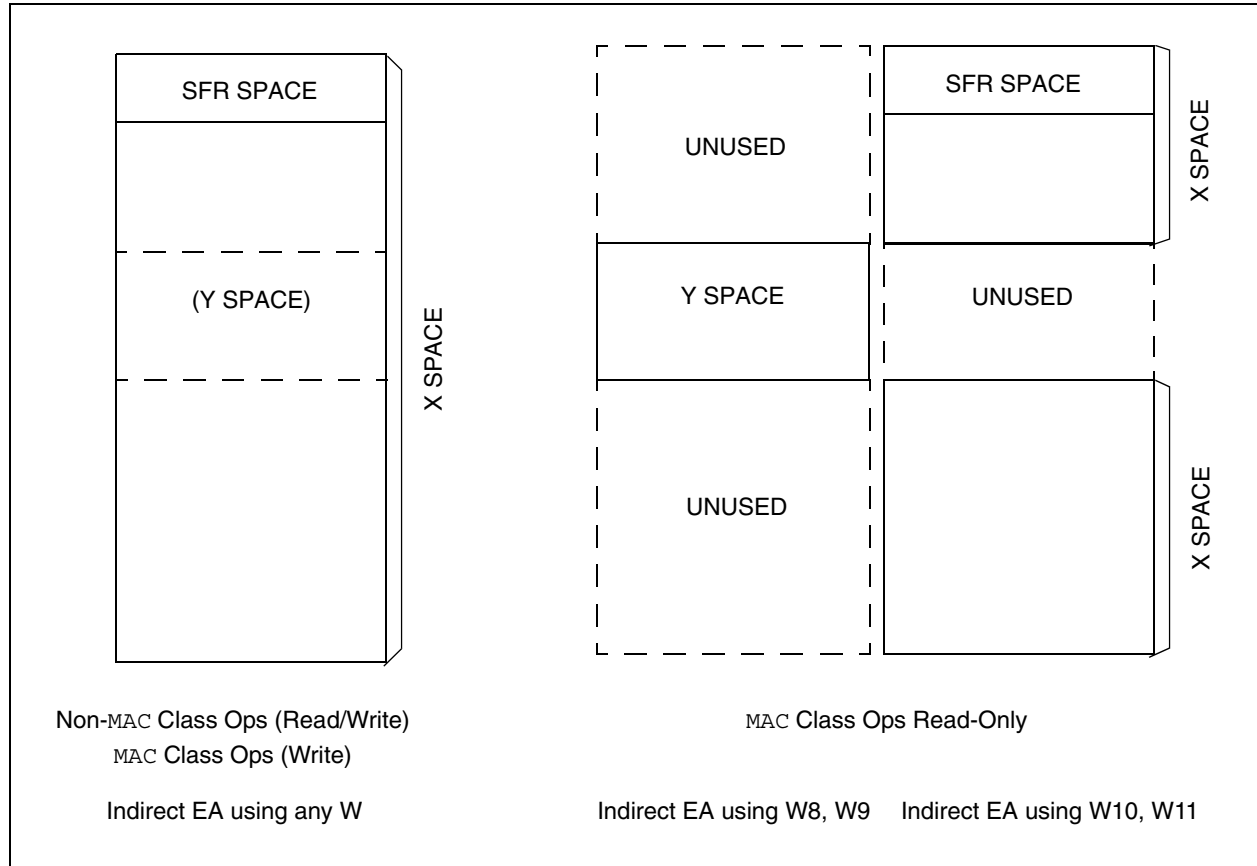 SFR SPACE
(Y SPACE)
X SPACE
Non-MAC Class Ops (Read/Write)
MAC Class Ops (Write)
Indirect EA using any W
UNUSED
Y SPACE
UNUSED
SFR SPACE
X SPACE
UNUSED
X SPACE
MAC Class Ops Read-Only
Indirect EA using W8, W9
Indirect EA using W10, W11